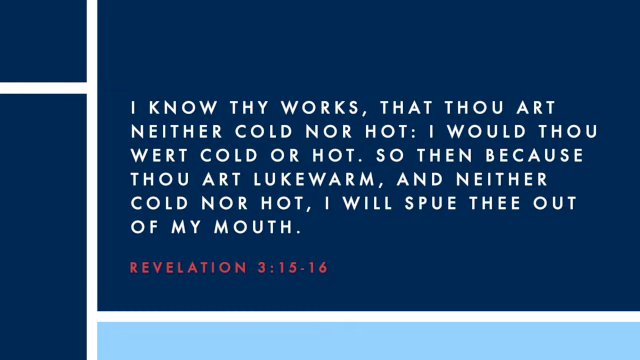 I KNOW THY WORKS, THAT THOU ART
NEITHER COLD NOR HOT: I WOULD THOU
WERT COLD OR HOT. SO THEN BECAUSE
THOU ART LUKEWARM, AND NEITHER
COLD NOR HOT, I WILL SPUE THEE OUT
OF MY MOUTH.
REVELATION 3:15-16